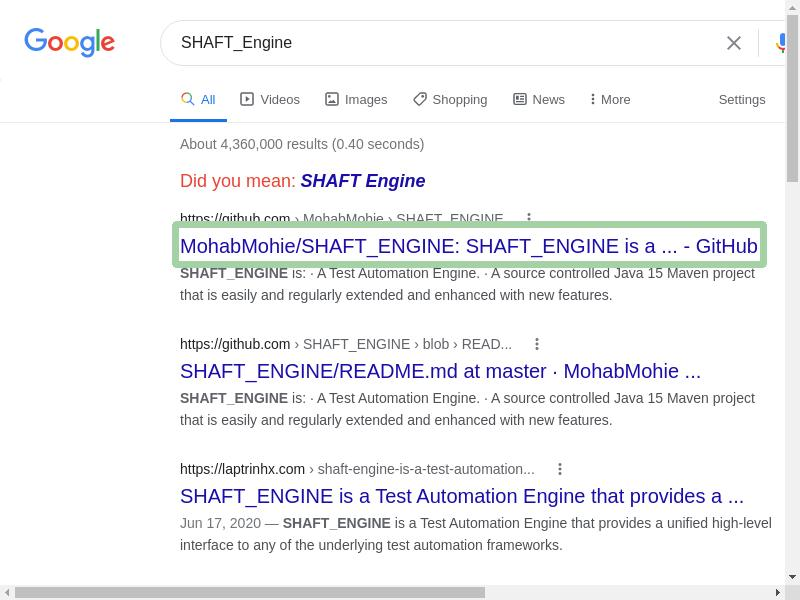 Google
SHAFT_Engine
All Videos Images Shopping News More Settings
About 4,360,000 results (0.40 seconds)
Did you mean: SHAFT Engine
https://github.com › MohabMohie › SHAFT_ENGINE
MohabMohie/SHAFT_ENGINE: SHAFT_ENGINE is a ... - GitHub
SHAFT_ENGINE is: · A Test Automation Engine. · A source controlled Java 15 Maven project
that is easily and regularly extended and enhanced with new features.
https://github.com › SHAFT_ENGINE › blob › READ...
SHAFT_ENGINE/README.md at master · MohabMohie ...
SHAFT_ENGINE is: · A Test Automation Engine. · A source controlled Java 15 Maven project
that is easily and regularly extended and enhanced with new features.
https://laptrinhx.com › shaft-engine-is-a-test-automation...
SHAFT_ENGINE is a Test Automation Engine that provides a ...
Jun 17, 2020 — SHAFT_ENGINE is a Test Automation Engine that provides a unified high-level
interface to any of the underlying test automation frameworks.